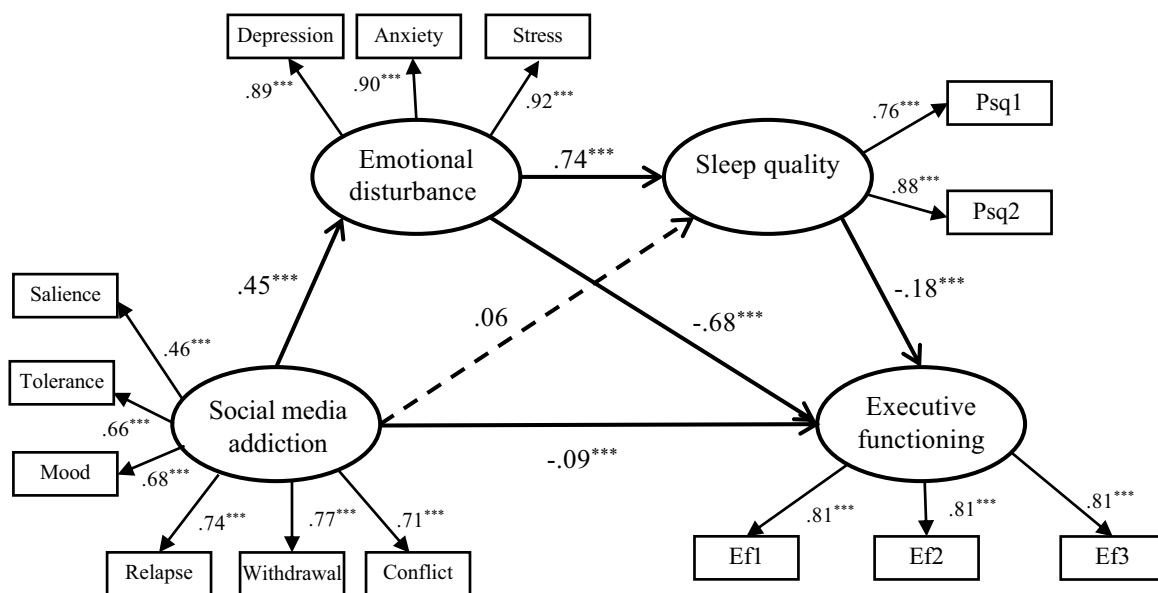 Depression
Anxiety
Stress
.89***
.90***
.92***
Emotional
disturbance
.74***
Sleep quality
.76***
Psq1
.88***
Psq2
.45***
.06
-.68***
-.18***
Salience
.46***
Tolerance
.66***
Mood
.68***
Social media
addiction
-.09***
Executive
functioning
.74***
.77***
.71***
Relapse
Withdrawal
Conflict
.81***
.81***
.81***
Ef1
Ef2
Ef3